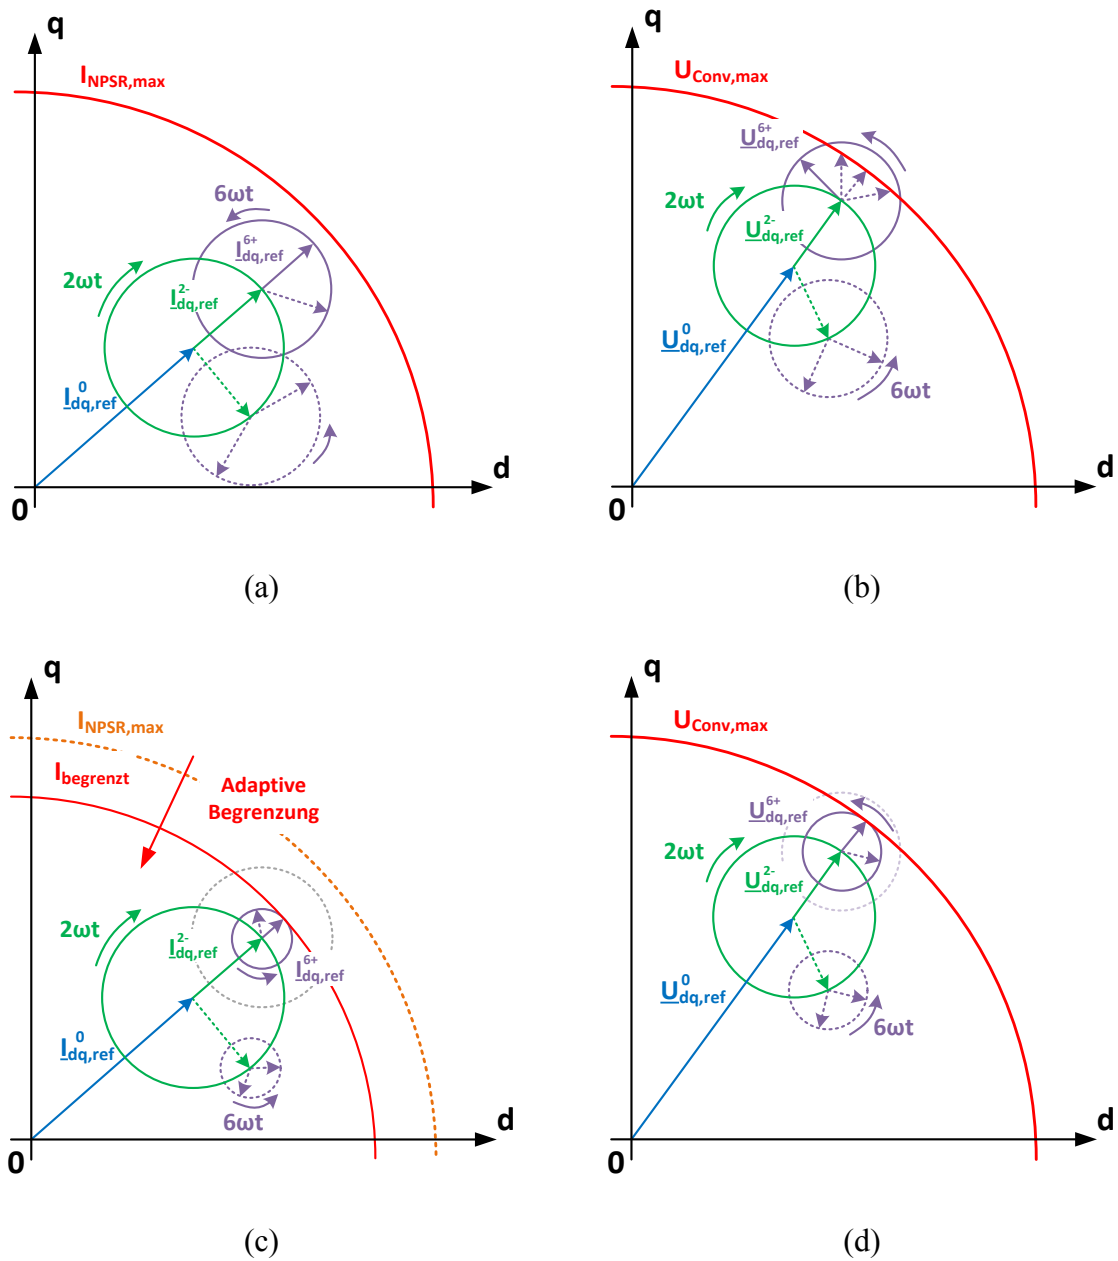 q
I_NPSR,max
6ωt
I^6+_dq,ref
2ωt
I^2-_dq,ref
I^0_dq,ref
d
0
(a)
q
U_Conv,max
U^6+_dq,ref
2ωt
U^2-_dq,ref
U^0_dq,ref
6ωt
d
0
(b)
q
I_NPSR,max
I_begrenzt
Adaptive
Begrenzung
2ωt
I^2-_dq,ref
I^6+_dq,ref
I^0_dq,ref
6ωt
d
0
(c)
q
U_Conv,max
U^6+_dq,ref
2ωt
U^2-_dq,ref
U^0_dq,ref
6ωt
d
0
(d)